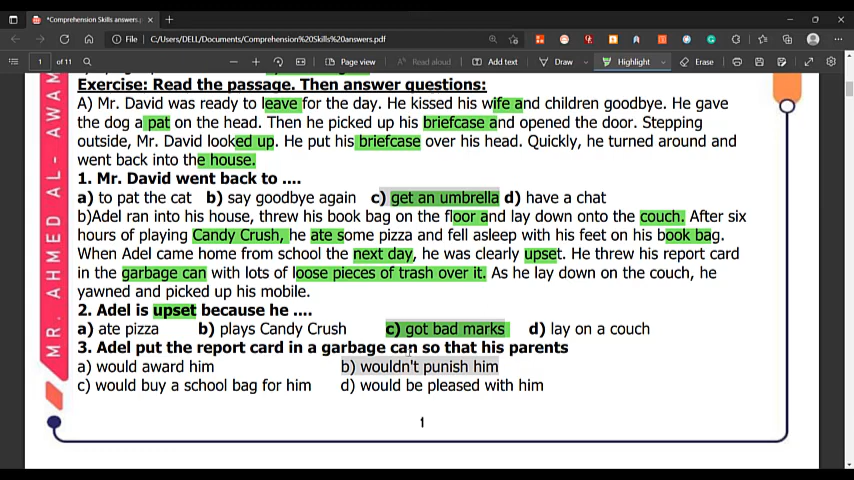 *Comprehension Skills answers.p
File
C:/Users/DELL/Documents/Comprehension%20Skills%20answers.pdf
1 of 11
Page view
Read aloud
Add text
Draw
Highlight
Erase
MR. AHMED AL- AWAM
Exercise: Read the passage. Then answer questions:
A) Mr. David was ready to leave for the day. He kissed his wife and children goodbye. He gave
the dog a pat on the head. Then he picked up his briefcase and opened the door. Stepping
outside, Mr. David looked up. He put his briefcase over his head. Quickly, he turned around and
went back into the house.
1. Mr. David went back to ....
a) to pat the cat b) say goodbye again c) get an umbrella d) have a chat
b)Adel ran into his house, threw his book bag on the floor and lay down onto the couch. After six
hours of playing Candy Crush, he ate some pizza and fell asleep with his feet on his book bag.
When Adel came home from school the next day, he was clearly upset. He threw his report card
in the garbage can with lots of loose pieces of trash over it. As he lay down on the couch, he
yawned and picked up his mobile.
2. Adel is upset because he ....
a) ate pizza b) plays Candy Crush c) got bad marks d) lay on a couch
3. Adel put the report card in a garbage can so that his parents
a) would award him b) wouldn't punish him
c) would buy a school bag for him d) would be pleased with him
1